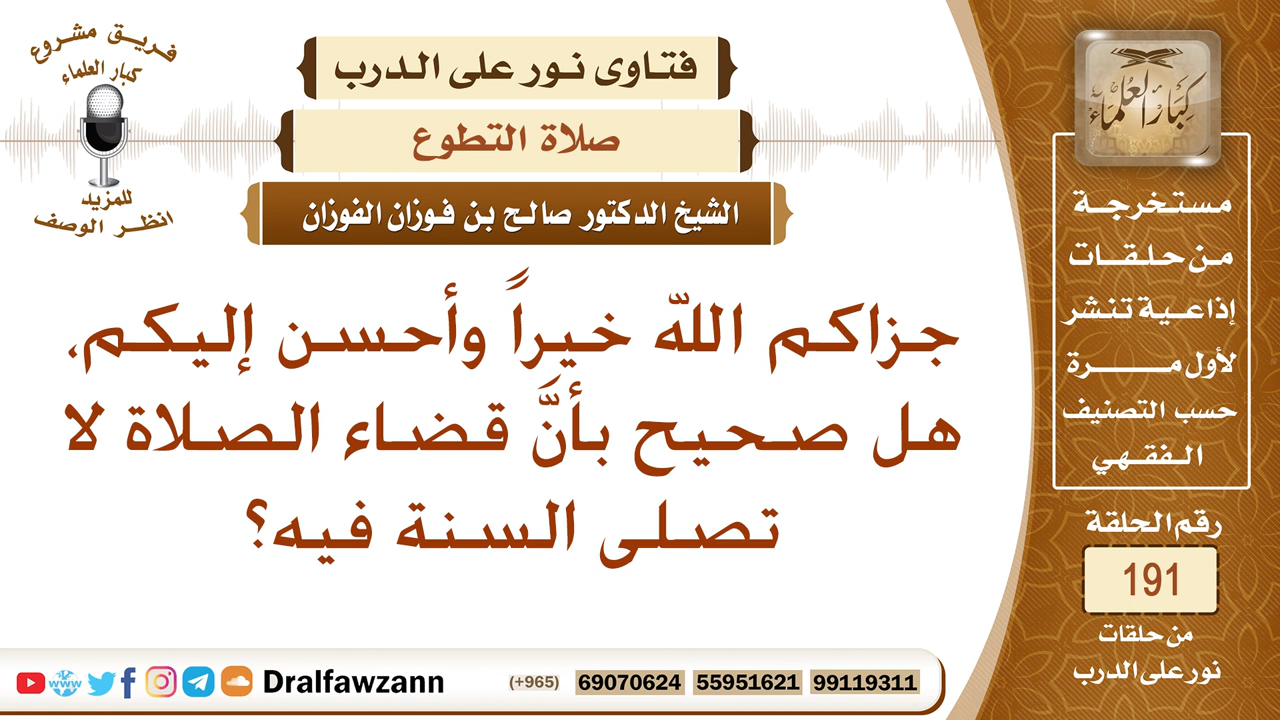 فريق مشروع
كبار العلماء
للمزيد
انظر الوصف
فتاوى نور على الدرب
صلاة التطوع
الشيخ الدكتور صالح بن فوزان الفوزان
جزاكم الله خيراً وأحسن إليكم،
هل صحيح بأنَّ قضاء الصلاة لا
تصلى السنة فيه؟
كبار العلماء
مستخرجة
من حلقات
إذاعية تنشر
لأول مرة
حسب التصنيف
الفقهي
رقم الحلقة
191
من حلقات
نور على الدرب
www
Dralfawzann
(+965) 69070624 55951621 99119311